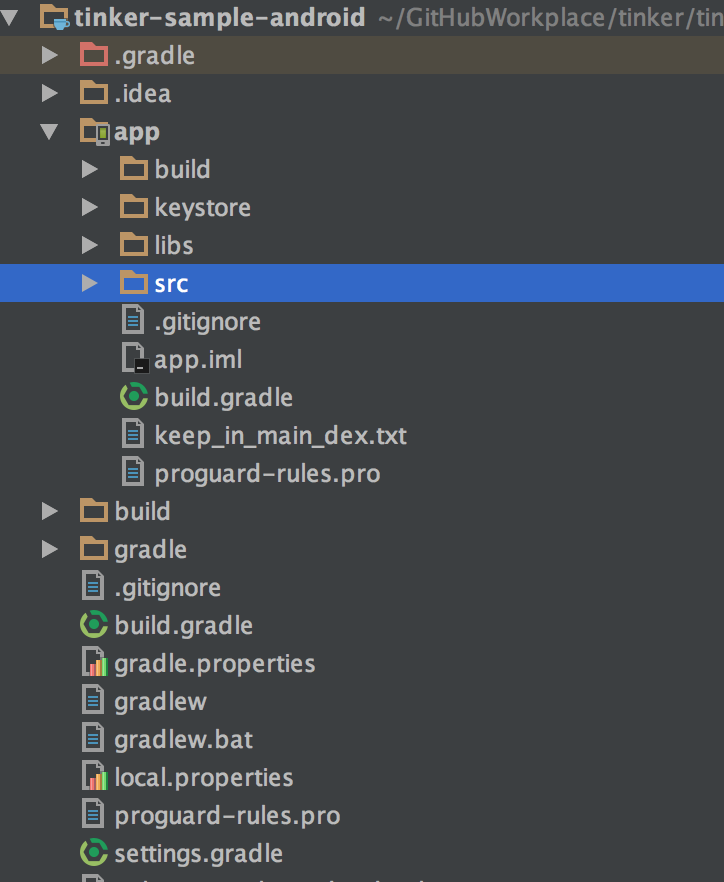 tinker-sample-android ~/GitHubWorkplace/tinker/tin
.gradle
.idea
app
build
keystore
libs
src
.gitignore
app.iml
build.gradle
keep_in_main_dex.txt
proguard-rules.pro
build
gradle
.gitignore
build.gradle
gradle.properties
gradlew
gradlew.bat
local.properties
proguard-rules.pro
settings.gradle